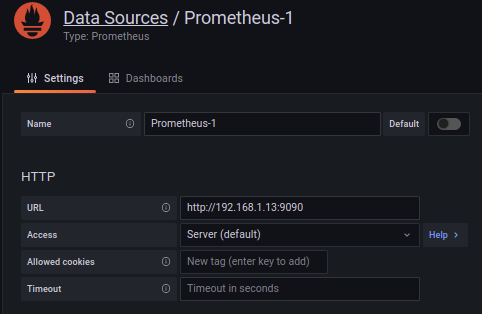 Data Sources / Prometheus-1
Type: Prometheus
Settings Dashboards
Name Prometheus-1 Default
HTTP
URL http://192.168.1.13:9090
Access Server (default) Help >
Allowed cookies New tag (enter key to add)
Timeout Timeout in seconds